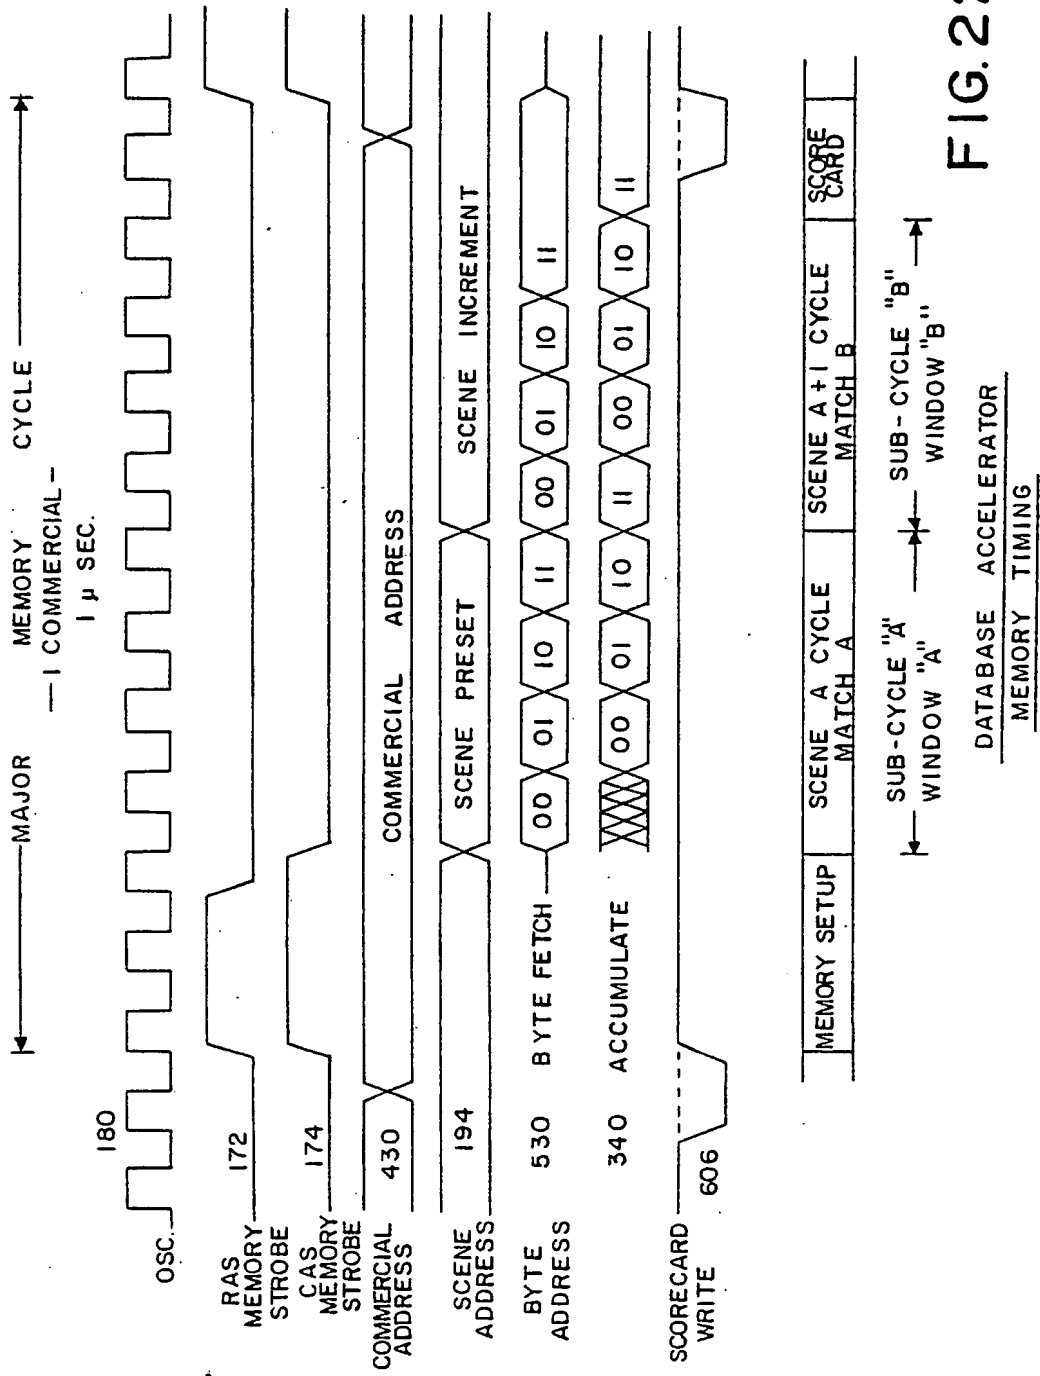 MAJOR MEMORY CYCLE
— 1 COMMERCIAL —
1 μ SEC.
180
OSC.
172
RAS
MEMORY
STROBE
174
CAS
MEMORY
STROBE
430
COMMERCIAL
ADDRESS
COMMERCIAL ADDRESS
194
SCENE
ADDRESS
SCENE PRESET
SCENE INCREMENT
BYTE
ADDRESS
530 BYTE FETCH
00 01 10 11 00 01 10 11
340 ACCUMULATE
00 01 10 11 00 01 10 11
SCORECARD
WRITE
606
MEMORY SETUP
SCENE A CYCLE
MATCH A
SCENE A+1 CYCLE
MATCH B
SCORE
CARD
SUB-CYCLE "A"
WINDOW "A"
SUB-CYCLE "B"
WINDOW "B"
DATABASE ACCELERATOR
MEMORY TIMING